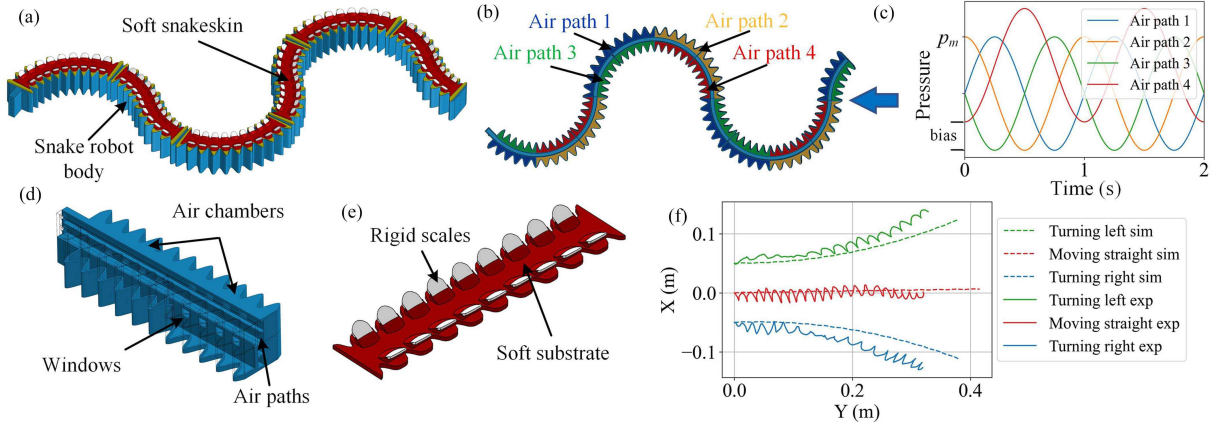 (a)
Soft snakeskin
Snake robot
body
(b)
Air path 1
Air path 2
Air path 3
Air path 4
(c)
Pressure
pₘ
bias
Air path 1
Air path 2
Air path 3
Air path 4
0
1
2
Time (s)
(d)
Air chambers
Windows
Air paths
(e)
Rigid scales
Soft substrate
(f)
X (m)
0.1
0.0
−0.1
0.0
0.2
0.4
Y (m)
Turning left sim
Moving straight sim
Turning right sim
Turning left exp
Moving straight exp
Turning right exp